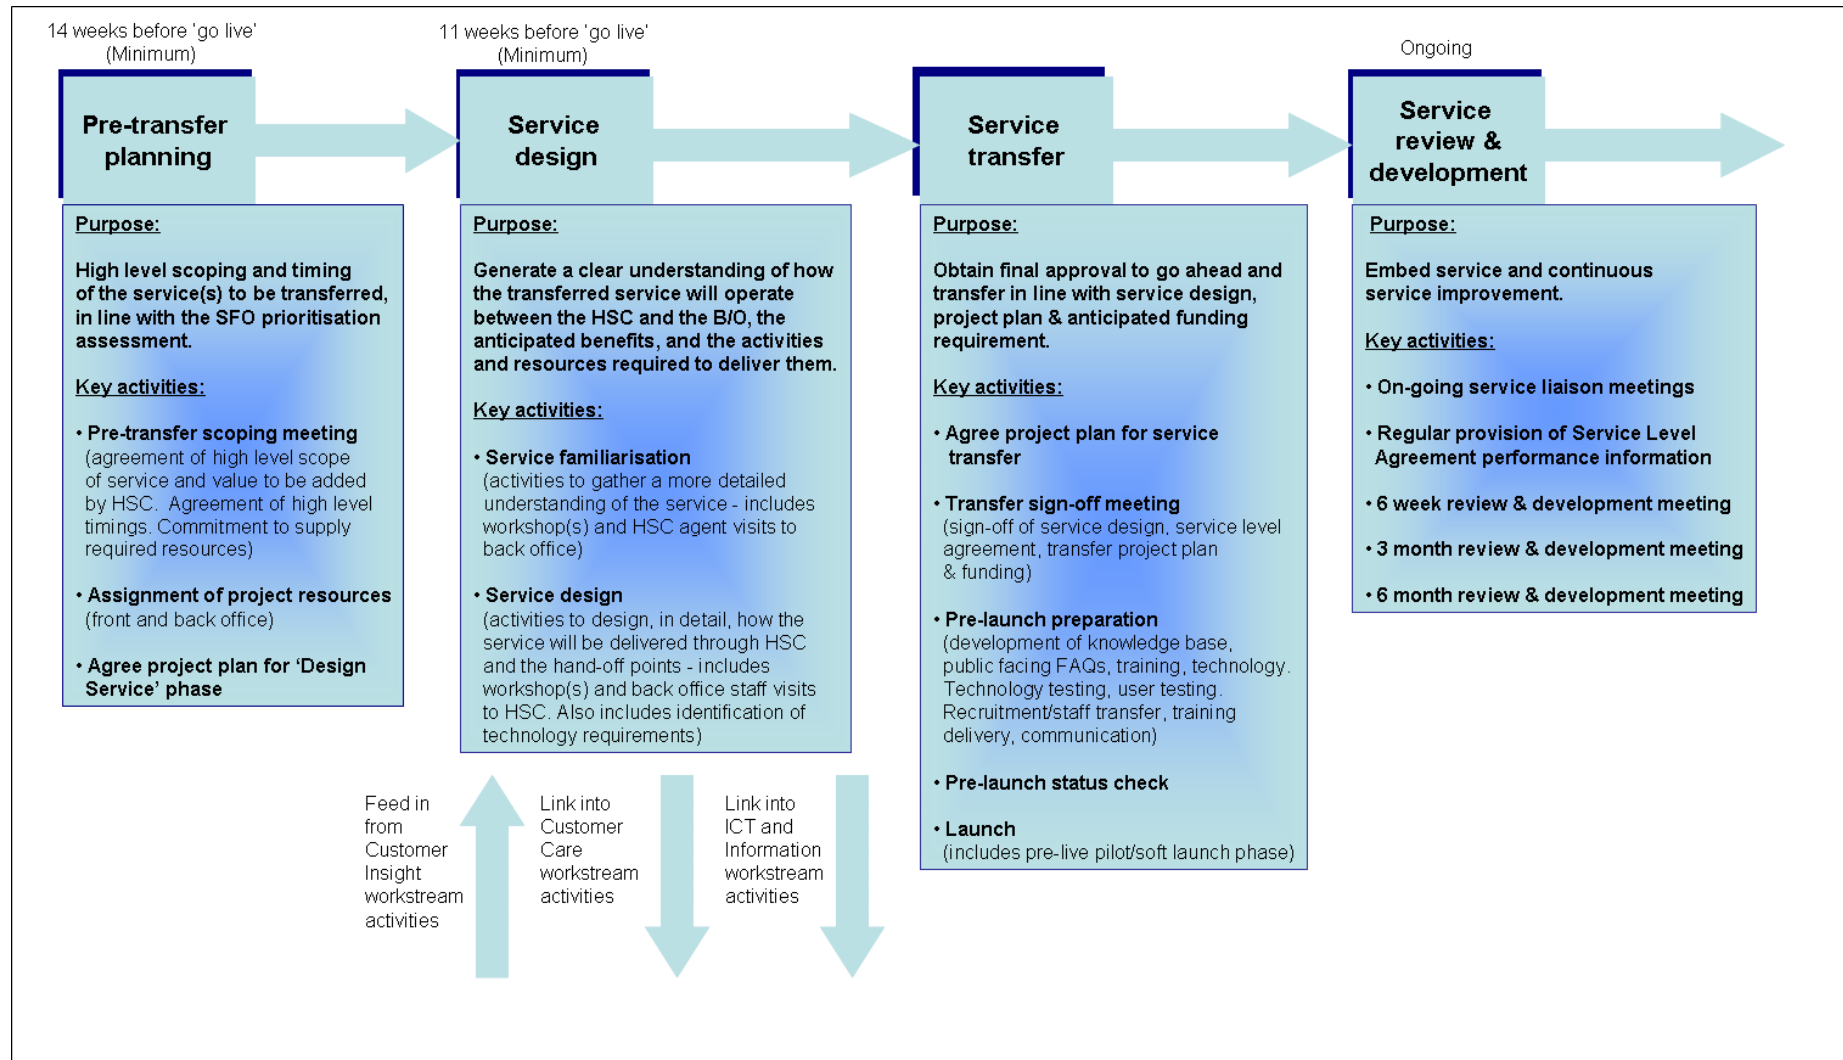 14 weeks before ‘go live’
(Minimum)
11 weeks before ‘go live’
(Minimum)
Ongoing
Pre-transfer
planning
Service
design
Service
transfer
Service
review &
development
Purpose:
High level scoping and timing
of the service(s) to be transferred,
in line with the SFO prioritisation
assessment.
Key activities:
• Pre-transfer scoping meeting
(agreement of high level scope
of service and value to be added
by HSC. Agreement of high level
timings. Commitment to supply
required resources)
• Assignment of project resources
(front and back office)
• Agree project plan for ‘Design
Service’ phase
Purpose:
Generate a clear understanding of how
the transferred service will operate
between the HSC and the B/O, the
anticipated benefits, and the activities
and resources required to deliver them.
Key activities:
• Service familiarisation
(activities to gather a more detailed
understanding of the service - includes
workshop(s) and HSC agent visits to
back office)
• Service design
(activities to design, in detail, how the
service will be delivered through HSC
and the hand-off points - includes
workshop(s) and back office staff visits
to HSC. Also includes identification of
technology requirements)
Purpose:
Obtain final approval to go ahead and
transfer in line with service design,
project plan & anticipated funding
requirement.
Key activities:
• Agree project plan for service
transfer
• Transfer sign-off meeting
(sign-off of service design, service level
agreement, transfer project plan
& funding)
• Pre-launch preparation
(development of knowledge base,
public facing FAQs, training, technology.
Technology testing, user testing.
Recruitment/staff transfer, training
delivery, communication)
• Pre-launch status check
• Launch
(includes pre-live pilot/soft launch phase)
Purpose:
Embed service and continuous
service improvement.
Key activities:
• On-going service liaison meetings
• Regular provision of Service Level
Agreement performance information
• 6 week review & development meeting
• 3 month review & development meeting
• 6 month review & development meeting
Feed in
from
Customer
Insight
workstream
activities
Link into
Customer
Care
workstream
activities
Link into
ICT and
Information
workstream
activities